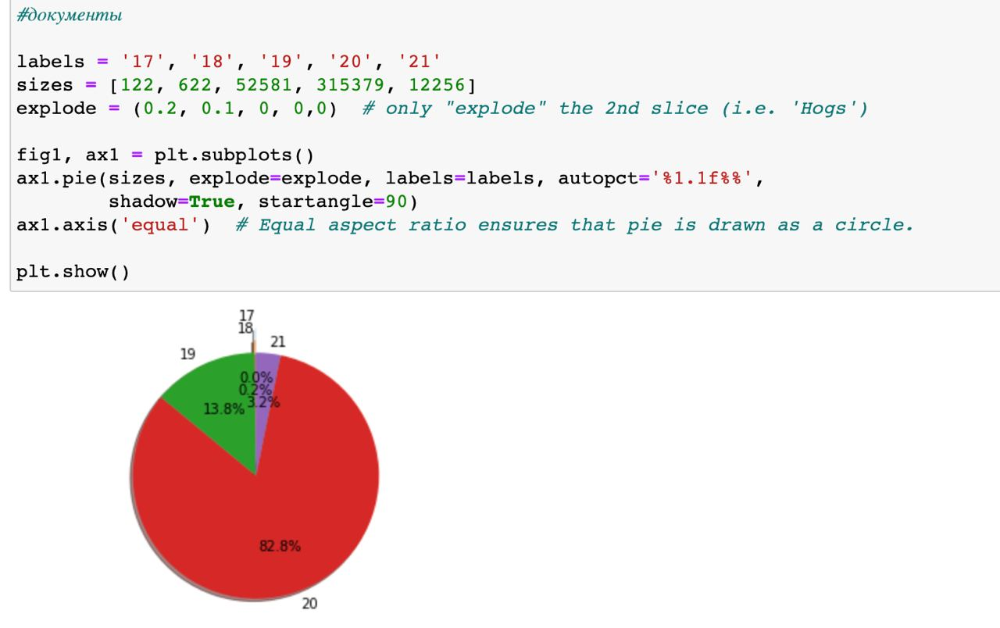 #документы
labels = '17', '18', '19', '20', '21'
sizes = [122, 622, 52581, 315379, 12256]
explode = (0.2, 0.1, 0, 0,0)  # only "explode" the 2nd slice (i.e. 'Hogs')
fig1, ax1 = plt.subplots()
ax1.pie(sizes, explode=explode, labels=labels, autopct='%1.1f%%',
        shadow=True, startangle=90)
ax1.axis('equal')  # Equal aspect ratio ensures that pie is drawn as a circle.
plt.show()
17
18
21
19
0.0%
0.2%
3.2%
13.8%
82.8%
20